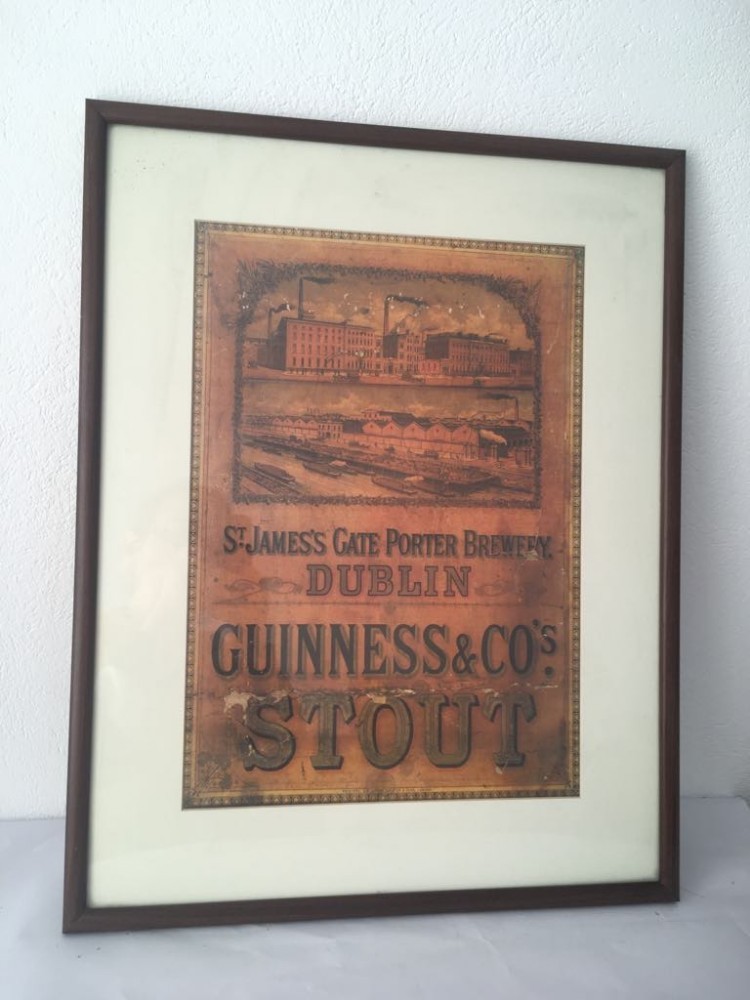 ST. JAMES'S GATE PORTER BREWERY.
DUBLIN
GUINNESS & CO'S.
STOUT